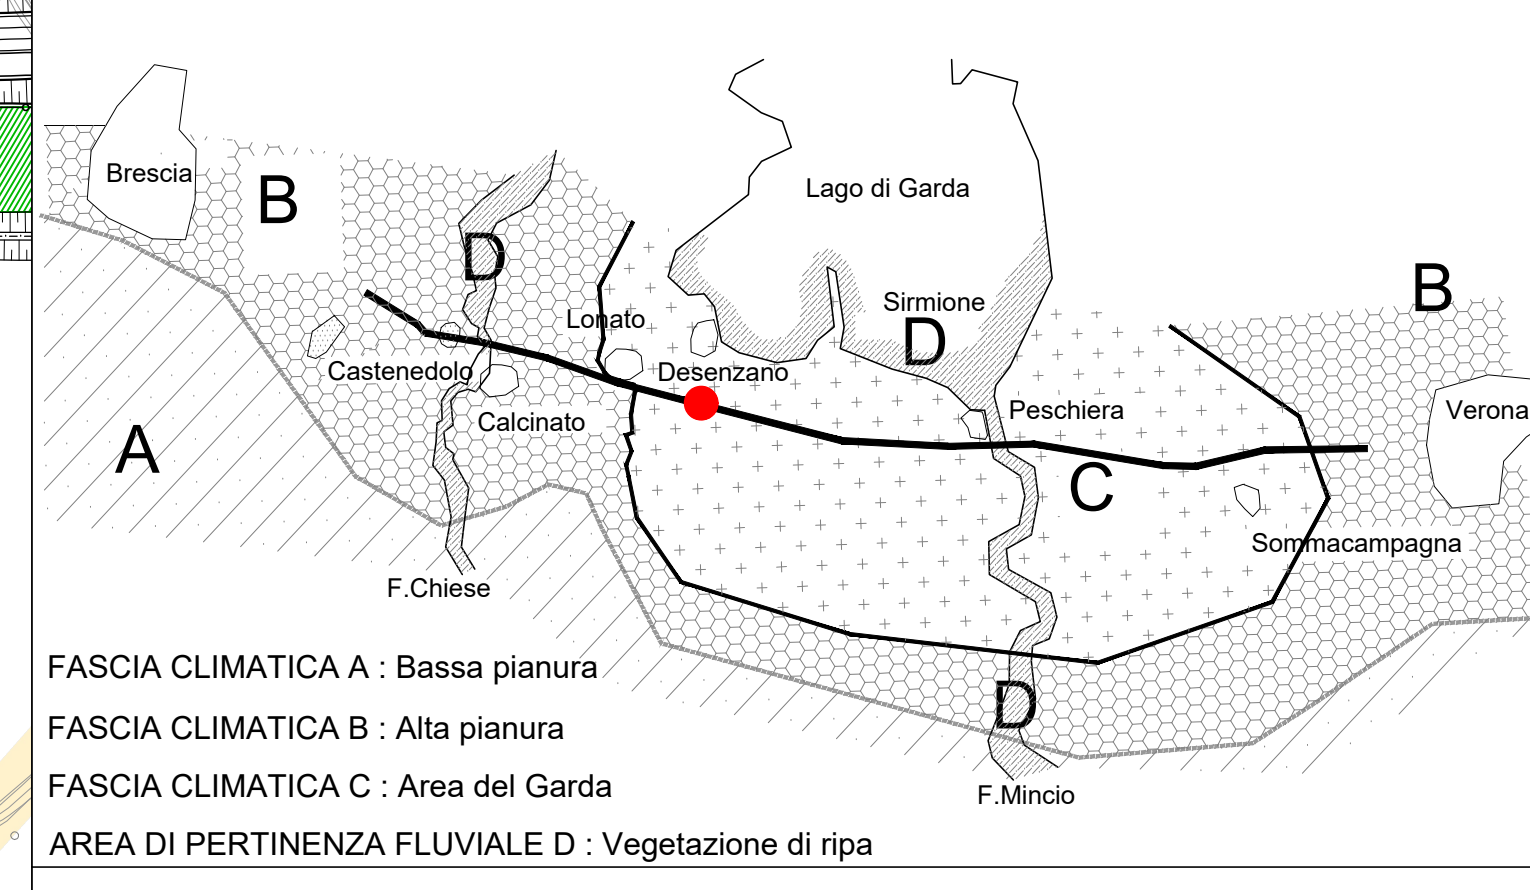 Brescia
B
Lago di Garda
D
B
Sirmione
Lonato
D
Castenedolo
Desenzano
Calcinato
Peschiera
Verona
A
C
Sommacampagna
F.Chiese
FASCIA CLIMATICA A : Bassa pianura
D
FASCIA CLIMATICA B : Alta pianura
FASCIA CLIMATICA C : Area del Garda
F.Mincio
AREA DI PERTINENZA FLUVIALE D : Vegetazione di ripa